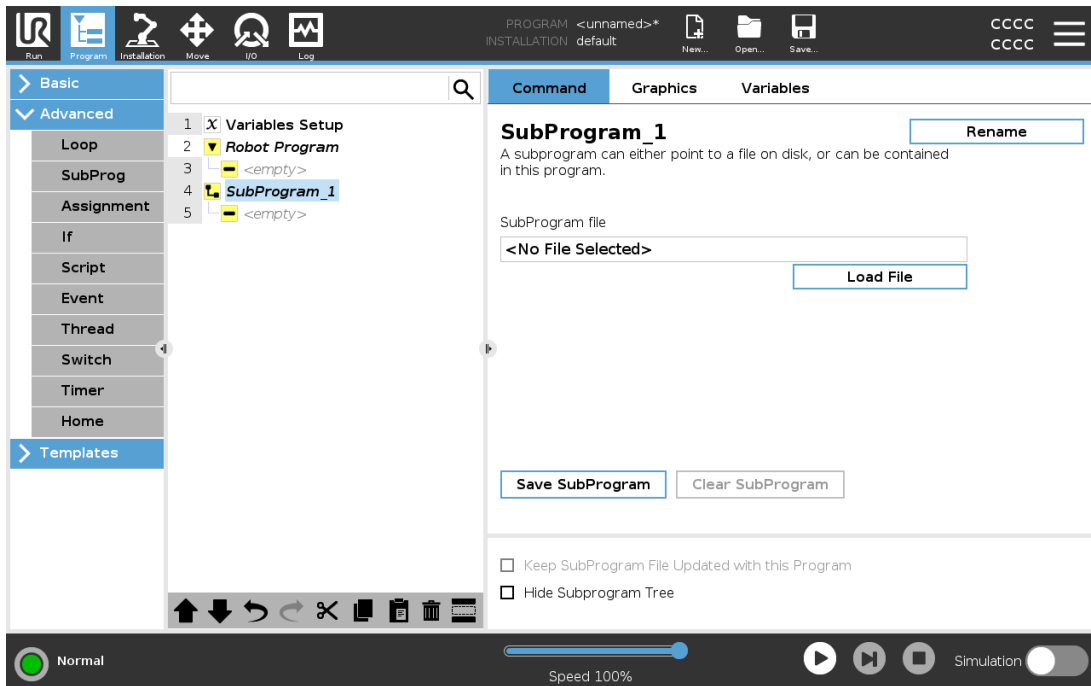 UR
Run
Program
Installation
Move
I/O
Log
PROGRAM <unnamed>*
INSTALLATION default
New...
Open...
Save...
CCCC
CCCC
Basic
Advanced
Loop
SubProg
Assignment
If
Script
Event
Thread
Switch
Timer
Home
Templates
1 X Variables Setup
2 Robot Program
3 <empty>
4 SubProgram_1
5 <empty>
Command Graphics Variables
SubProgram_1
Rename
A subprogram can either point to a file on disk, or can be contained
in this program.
SubProgram file
<No File Selected>
Load File
Save SubProgram
Clear SubProgram
Keep SubProgram File Updated with this Program
Hide Subprogram Tree
Normal
Speed 100%
Simulation